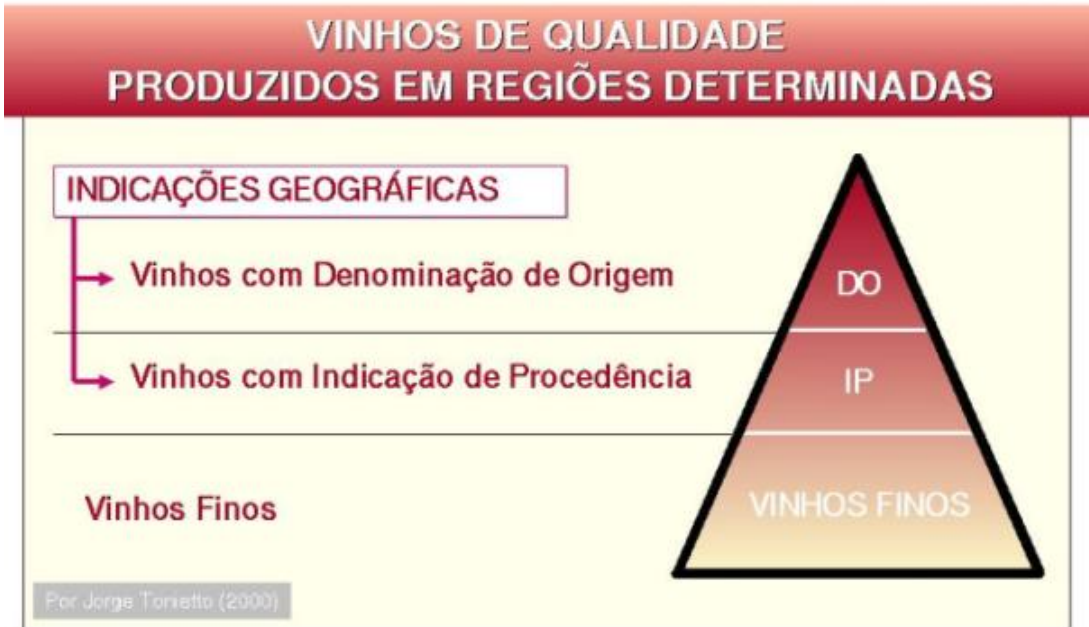 VINHOS DE QUALIDADE
PRODUZIDOS EM REGIÕES DETERMINADAS
INDICAÇÕES GEOGRÁFICAS
Vinhos com Denominação de Origem
DO
Vinhos com Indicação de Procedência
IP
Vinhos Finos
VINHOS FINOS
Por Jorge Tonietto (2000)